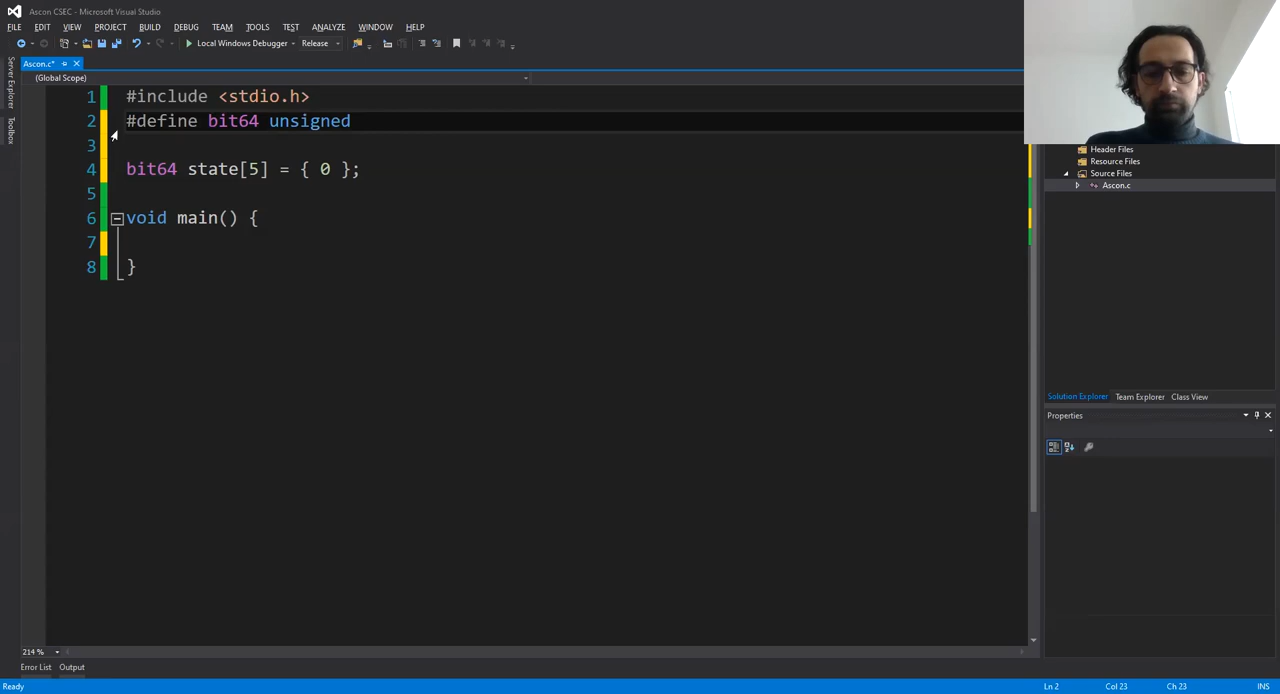 Ascon CSEC - Microsoft Visual Studio
FILE EDIT VIEW PROJECT BUILD DEBUG TEAM TOOLS TEST ANALYZE WINDOW HELP
Local Windows Debugger Release
Server Explorer
Toolbox
Ascon.c*
(Global Scope)
1 #include <stdio.h>
2 #define bit64 unsigned
3
4 bit64 state[5] = { 0 };
5
6 void main() {
7
8 }
Header Files
Resource Files
Source Files
Ascon.c
Solution Explorer Team Explorer Class View
Properties
214 %
Error List Output
Ready Ln 2 Col 23 Ch 23 INS